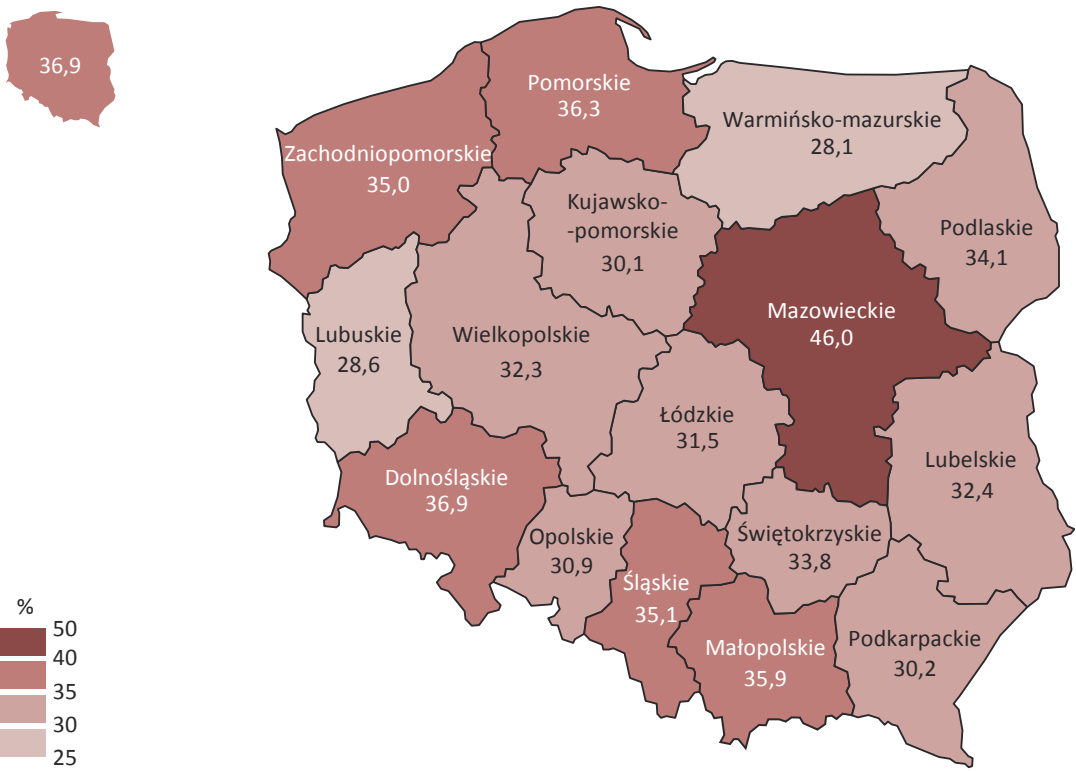 36,9
Pomorskie
36,3
Warmińsko-mazurskie
28,1
Zachodniopomorskie
35,0
Kujawsko-
-pomorskie
30,1
Podlaskie
34,1
Mazowieckie
46,0
Lubuskie
28,6
Wielkopolskie
32,3
Łódzkie
31,5
Lubelskie
32,4
Dolnośląskie
36,9
Opolskie
30,9
Świętokrzyskie
33,8
Śląskie
35,1
Małopolskie
35,9
Podkarpackie
30,2
%
50
40
35
30
25